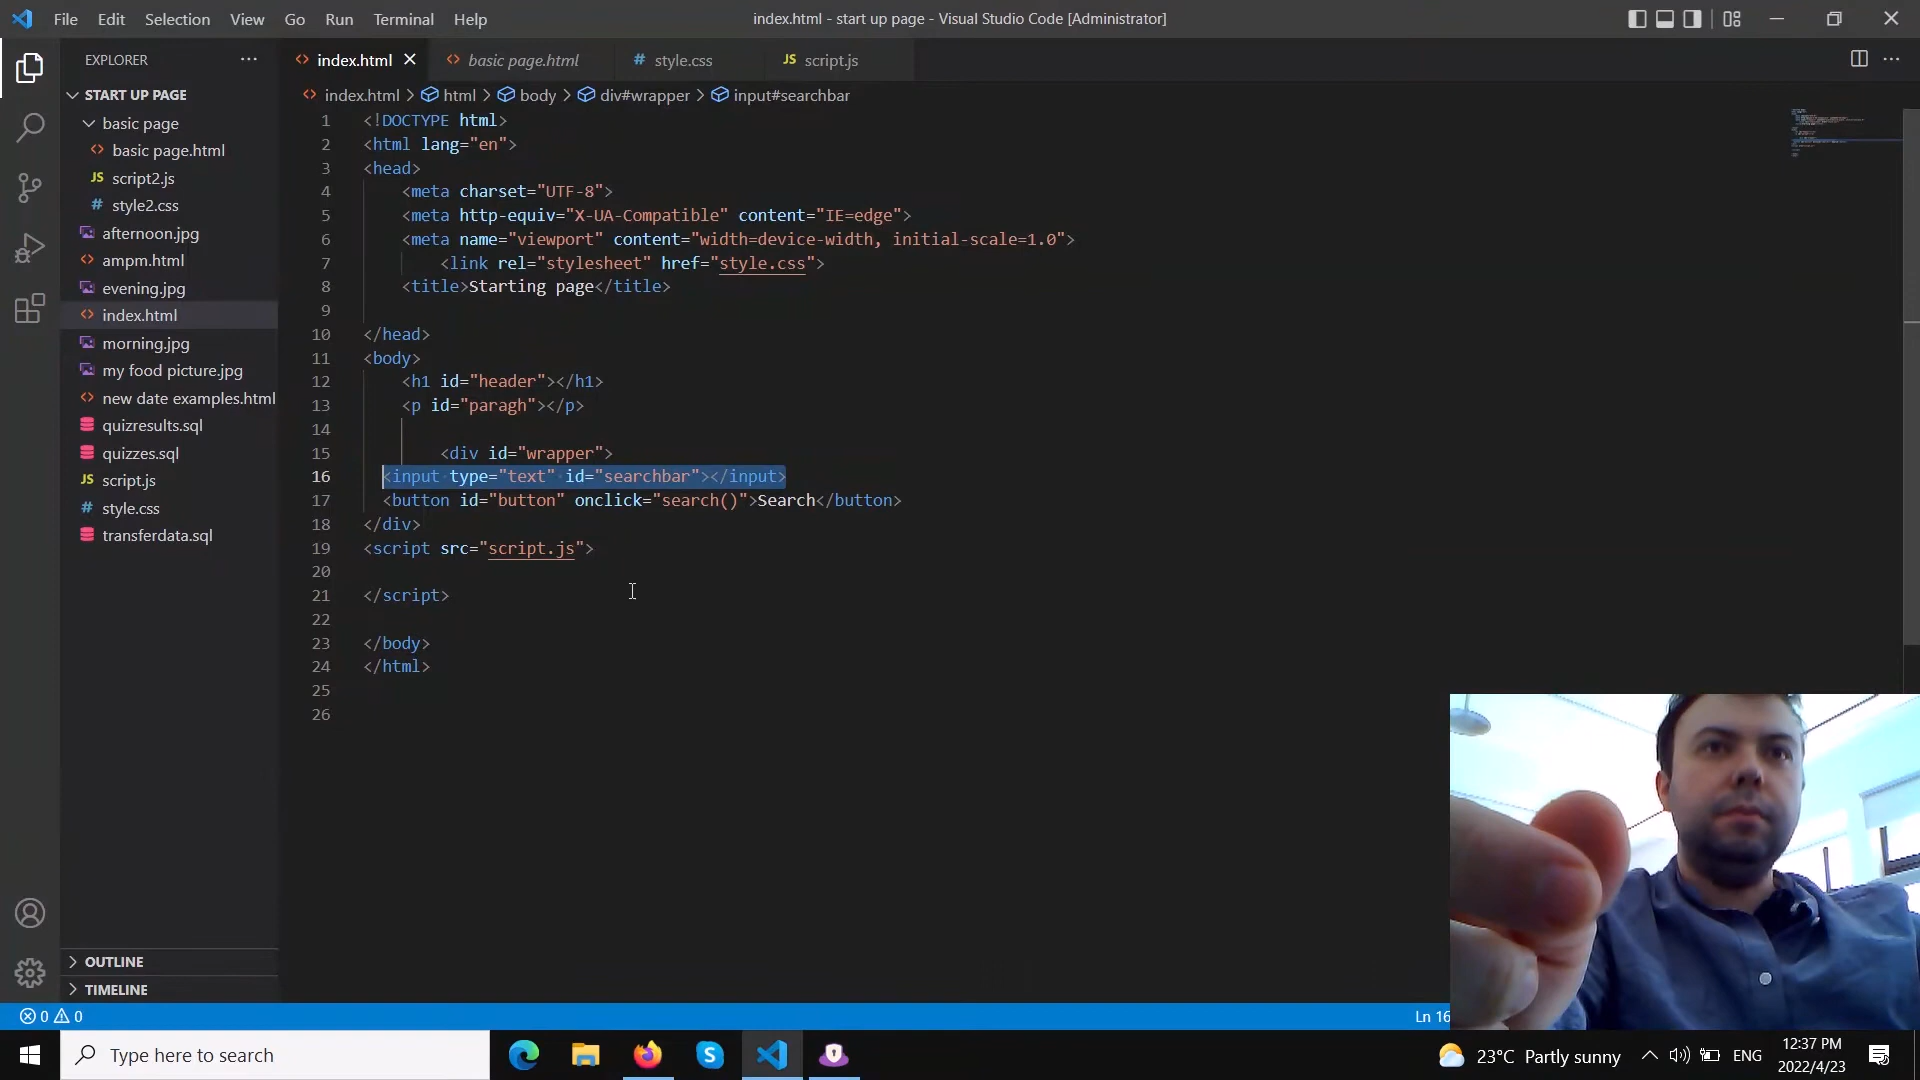 File Edit Selection View Go Run Terminal Help
index.html - start up page - Visual Studio Code [Administrator]
EXPLORER
START UP PAGE
basic page
basic page.html
JS script2.js
# style2.css
afternoon.jpg
ampm.html
evening.jpg
index.html
morning.jpg
my food picture.jpg
new date examples.html
quizresults.sql
quizzes.sql
JS script.js
# style.css
transferdata.sql
OUTLINE
TIMELINE
index.html basic page.html # style.css JS script.js
index.html > html > body > div#wrapper > input#searchbar
1 <!DOCTYPE html>
2 <html lang="en">
3 <head>
4 <meta charset="UTF-8">
5 <meta http-equiv="X-UA-Compatible" content="IE=edge">
6 <meta name="viewport" content="width=device-width, initial-scale=1.0">
7 <link rel="stylesheet" href="style.css">
8 <title>Starting page</title>
9
10 </head>
11 <body>
12 <h1 id="header"></h1>
13 <p id="paragh"></p>
14
15 <div id="wrapper">
16 <input type="text" id="searchbar"></input>
17 <button id="button" onclick="search()">Search</button>
18 </div>
19 <script src="script.js">
20
21 </script>
22
23 </body>
24 </html>
25
26
0 0
Ln 16
Type here to search
23°C Partly sunny
ENG
12:37 PM
2022/4/23